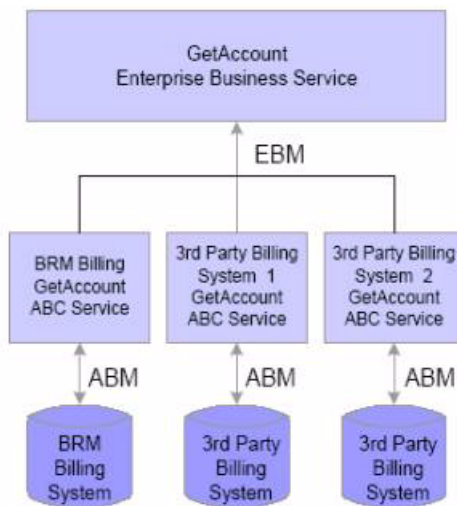 GetAccount
Enterprise Business Service
EBM
BRM Billing
GetAccount
ABC Service
3rd Party Billing
System 1
GetAccount
ABC Service
3rd Party Billing
System 2
GetAccount
ABC Service
ABM
ABM
ABM
BRM
Billing
System
3rd Party
Billing
System
3rd Party
Billing
System